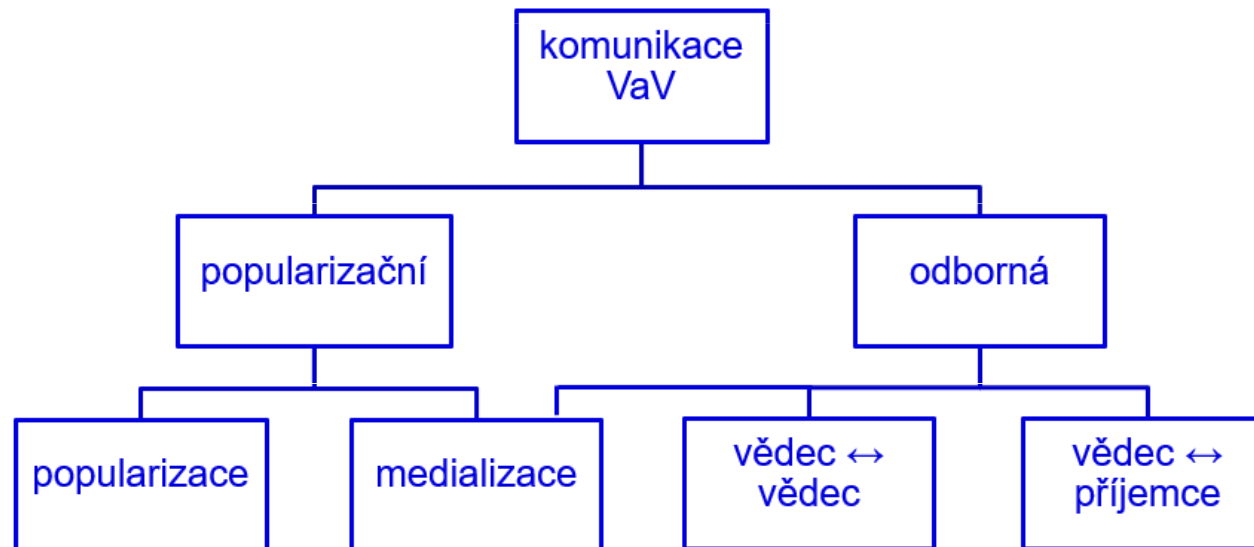 komunikace
VaV
popularizační
odborná
popularizace
medializace
vědec ↔
vědec
vědec ↔
příjemce